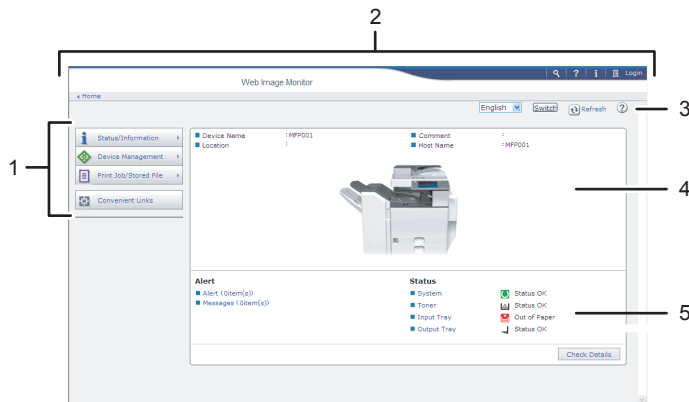 2
Login
Web Image Monitor
Home
English Switch Refresh
3
1
Status/Information
Device Management
Print Job/Stored File
Convenient Links
Device Name : MFP001 Comment :
Location : Host Name : MFP001
4
Alert Status
Alert (0item(s)) System Status OK
Messages (0item(s)) Toner Status OK
Input Tray Out of Paper
5
Output Tray Status OK
Check Details